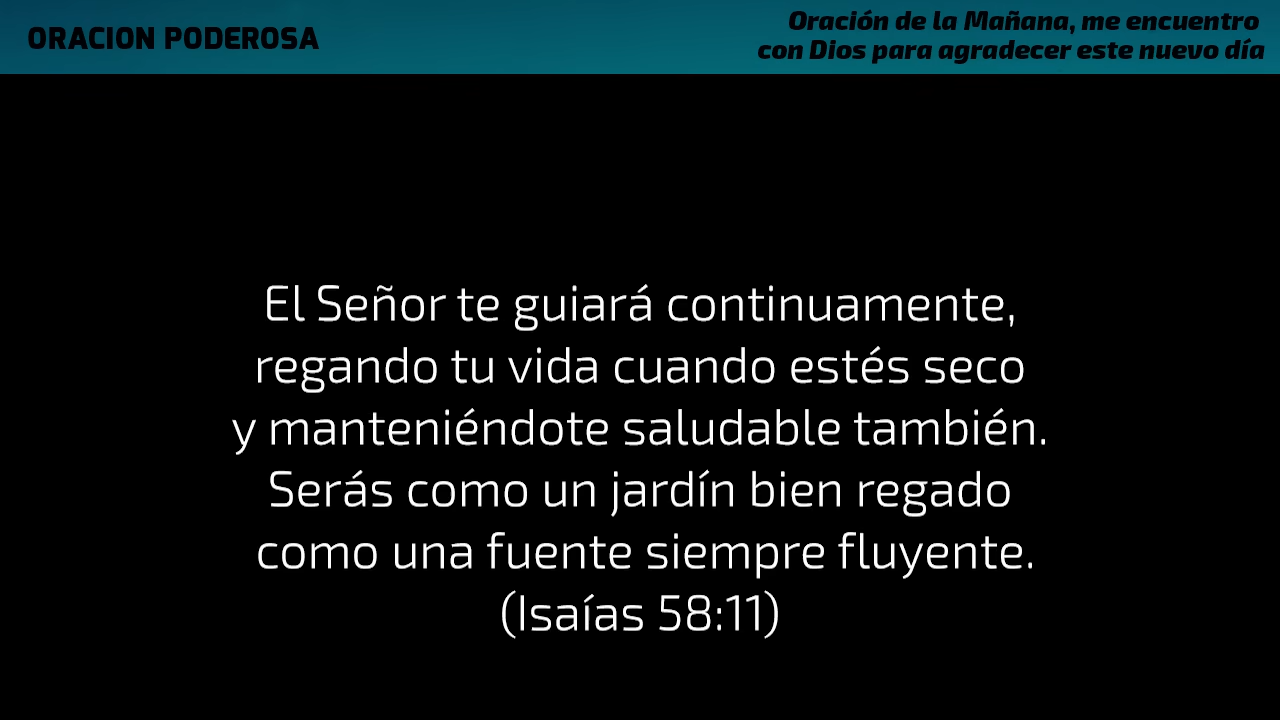 ORACION PODEROSA
Oración de la Mañana, me encuentro
con Dios para agradecer este nuevo día
El Señor te guiará continuamente,
regando tu vida cuando estés seco
y manteniéndote saludable también.
Serás como un jardín bien regado
como una fuente siempre fluyente.
(Isaías 58:11)